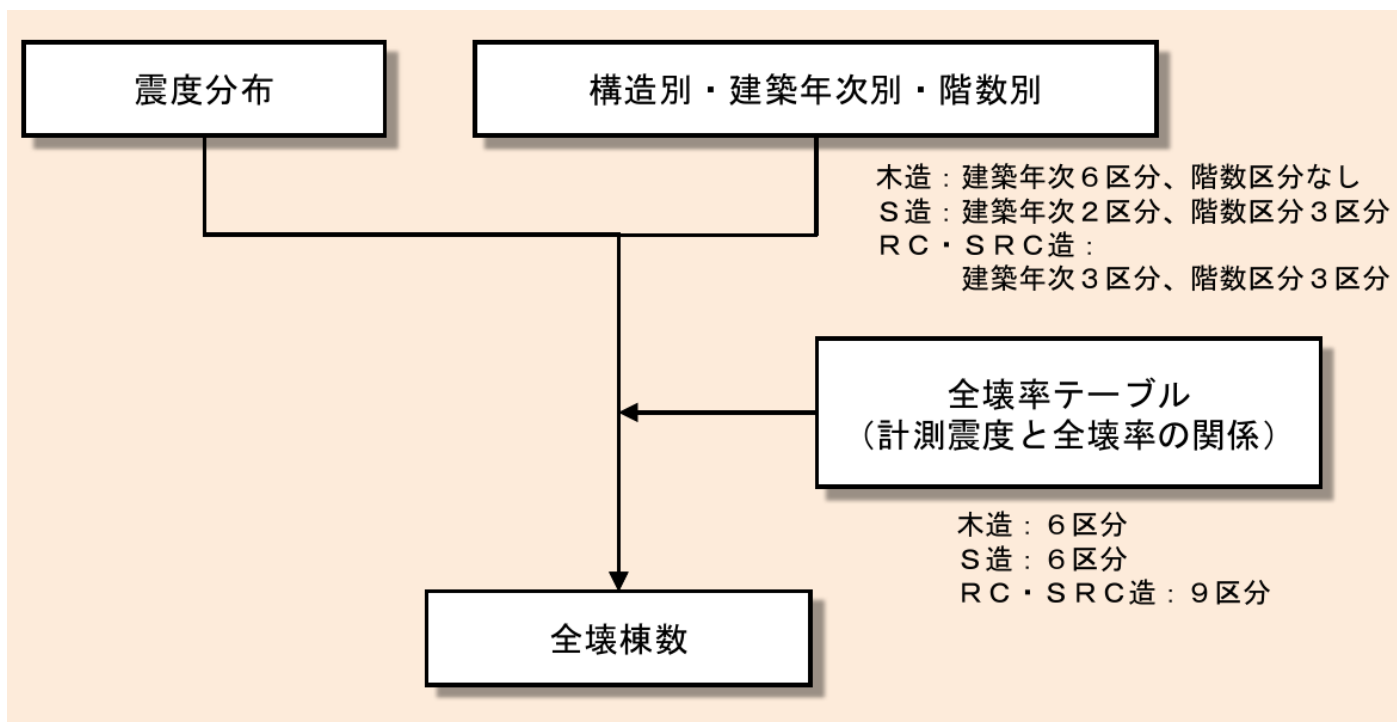 震度分布
構造別・建築年次別・階数別
木造：建築年次６区分、階数区分なし
Ｓ造：建築年次２区分、階数区分３区分
ＲＣ・ＳＲＣ造：
建築年次３区分、階数区分３区分
全壊率テーブル
（計測震度と全壊率の関係）
木造：６区分
Ｓ造：６区分
ＲＣ・ＳＲＣ造：９区分
全壊棟数